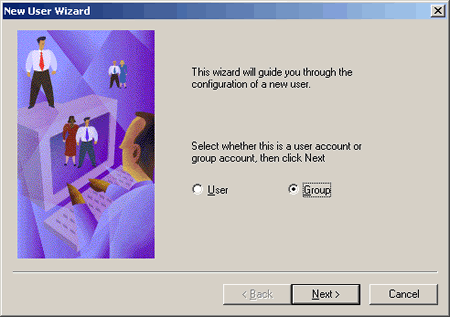 New User Wizard
This wizard will guide you through the
configuration of a new user.
Select whether this is a user account or
group account, then click Next
User Group
< Back Next > Cancel